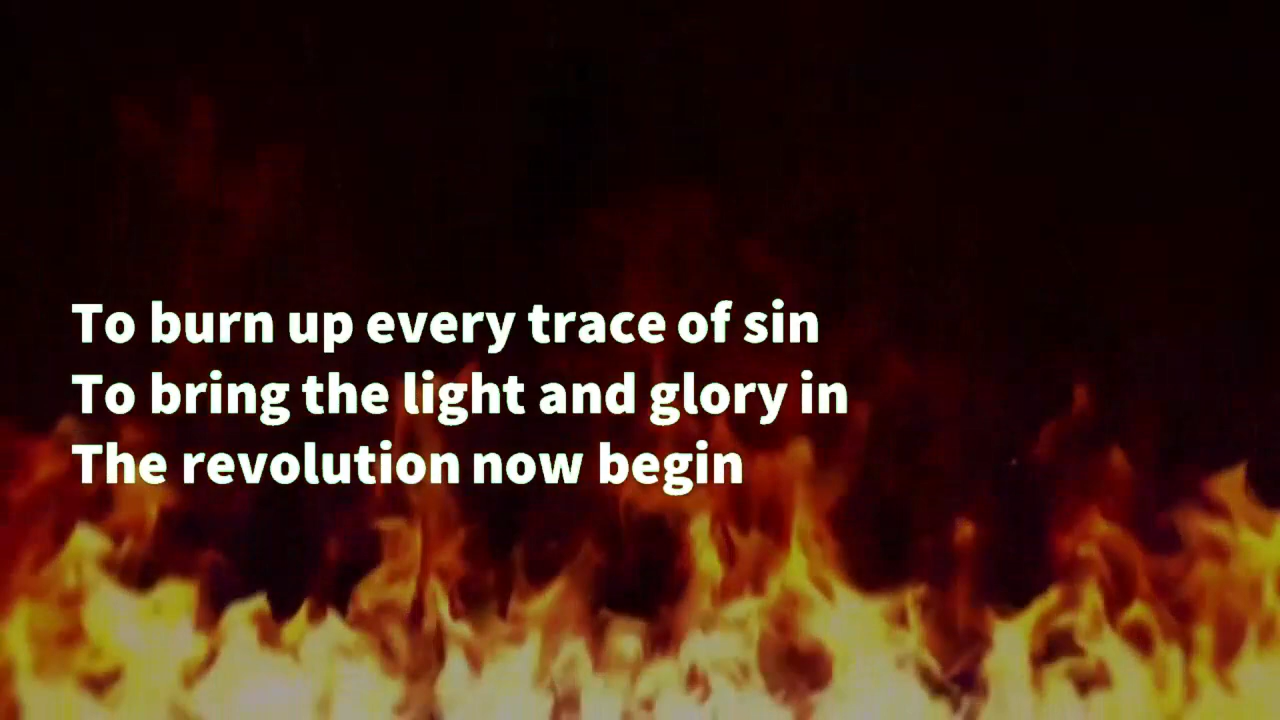 To burn up every trace of sin
To bring the light and glory in
The revolution now begin